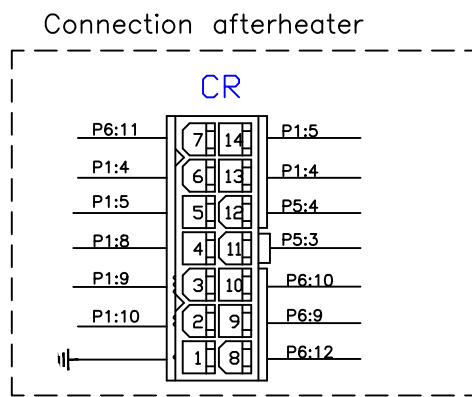 Connection afterheater
CR
P6:11 7 14 P1:5
P1:4 6 13 P1:4
P1:5 5 12 P5:4
P1:8 4 11 P5:3
P1:9 3 10 P6:10
P1:10 2 9 P6:9
1 8 P6:12